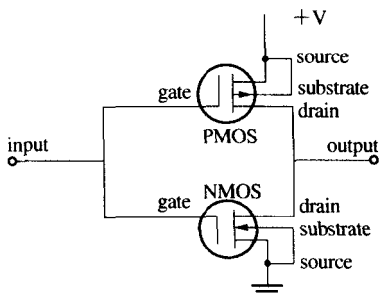 +V
source
substrate
gate
drain
PMOS
input
output
NMOS
gate
drain
substrate
source